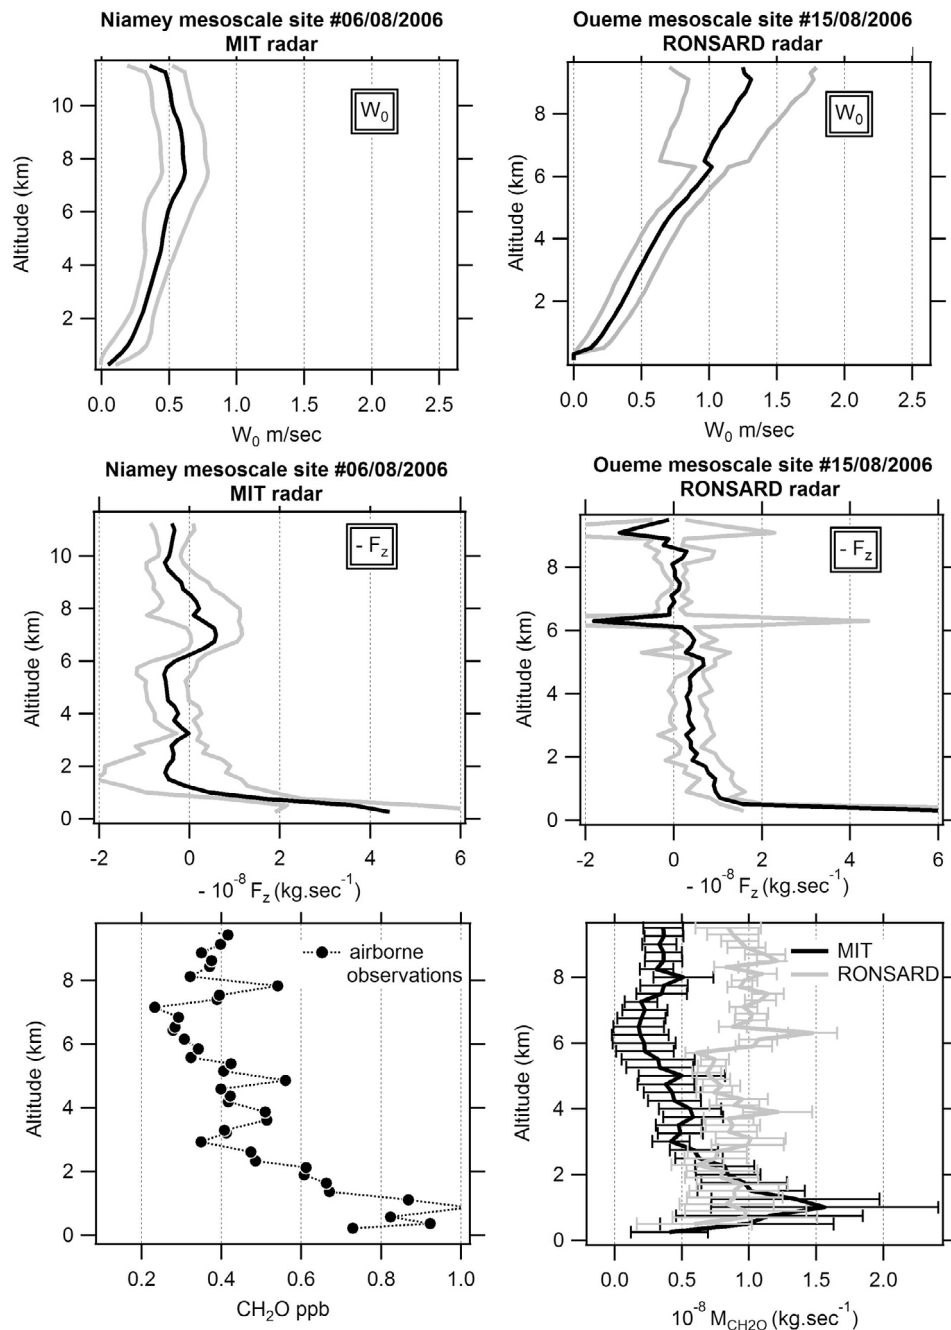 Niamey mesoscale site #06/08/2006
MIT radar
W0
Altitude (km)
10
8
6
4
2
0.0 0.5 1.0 1.5 2.0 2.5
W0 m/sec
Oueme mesoscale site #15/08/2006
RONSARD radar
W0
Altitude (km)
8
6
4
2
0.0 0.5 1.0 1.5 2.0 2.5
W0 m/sec
Niamey mesoscale site #06/08/2006
MIT radar
- Fz
Altitude (km)
10
8
6
4
2
0
-2 0 2 4 6
- 10-8 Fz (kg.sec-1)
Oueme mesoscale site #15/08/2006
RONSARD radar
- Fz
Altitude (km)
8
6
4
2
0
-2 0 2 4 6
- 10-8 Fz (kg.sec-1)
airborne
observations
Altitude (km)
8
6
4
2
0
0.2 0.4 0.6 0.8 1.0
CH2O ppb
MIT
RONSARD
Altitude (km)
8
6
4
2
0
0.0 0.5 1.0 1.5 2.0
10-8 MCH2O (kg.sec-1)